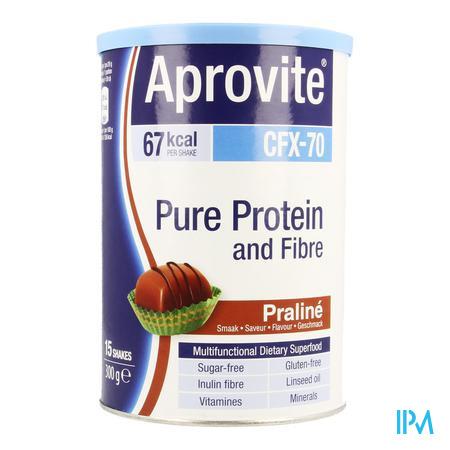 Aprovite®
67 kcal
PER SHAKE
CFX-70
Pure Protein
and Fibre
Praliné
Smaak • Saveur • Flavour • Geschmack
15 SHAKES
300 g ℮
Multifunctional Dietary Superfood
Sugar-free
Gluten-free
Inulin fibre
Linseed oil
Vitamines
Minerals
IPM